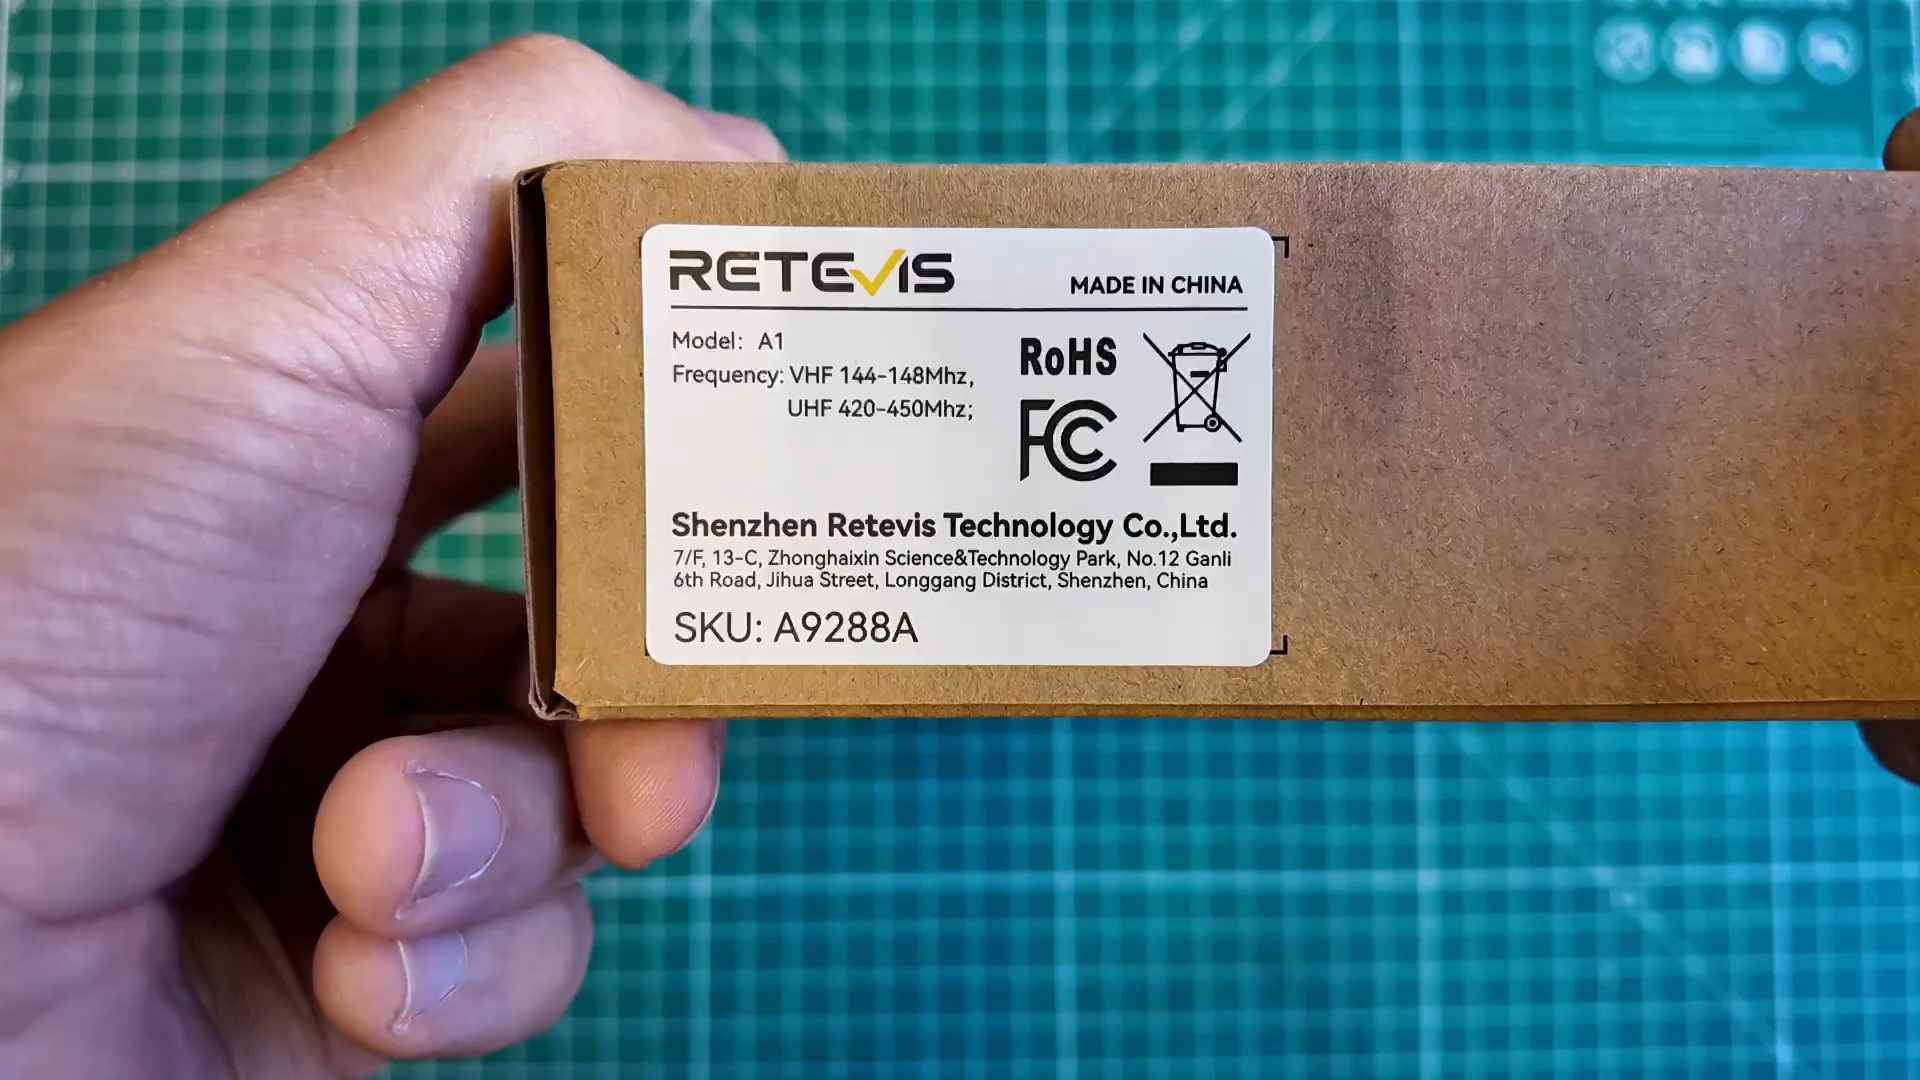 RETEVIS
MADE IN CHINA
Model: A1
Frequency: VHF 144-148Mhz,
UHF 420-450Mhz;
RoHS
FC
Shenzhen Retevis Technology Co.,Ltd.
7/F, 13-C, Zhonghaixin Science&Technology Park, No.12 Ganli
6th Road, Jihua Street, Longgang District, Shenzhen, China
SKU: A9288A